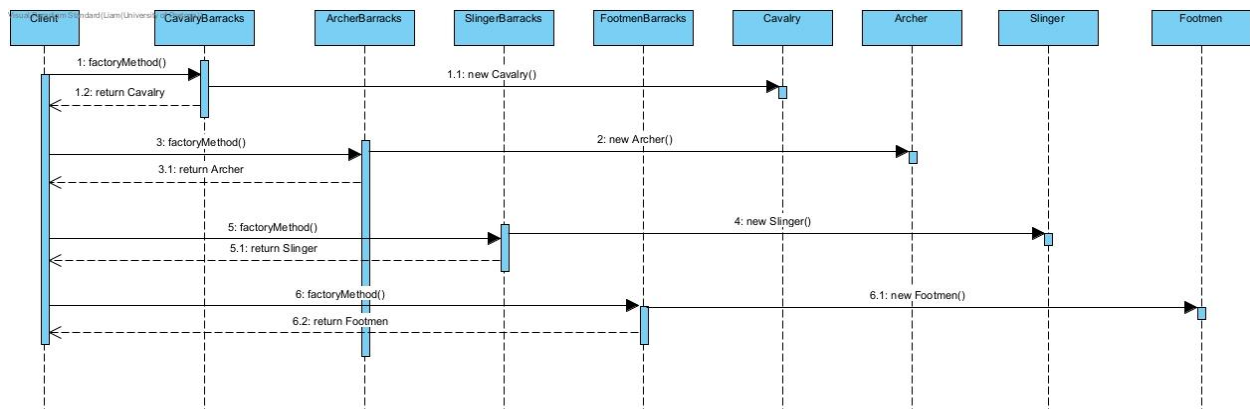 Client
CavalryBarracks
ArcherBarracks
SlingerBarracks
FootmenBarracks
Cavalry
Archer
Slinger
Footmen
1: factoryMethod()
1.1: new Cavalry()
1.2: return Cavalry
3: factoryMethod()
2: new Archer()
3.1: return Archer
5: factoryMethod()
4: new Slinger()
5.1: return Slinger
6: factoryMethod()
6.1: new Footmen()
6.2: return Footmen